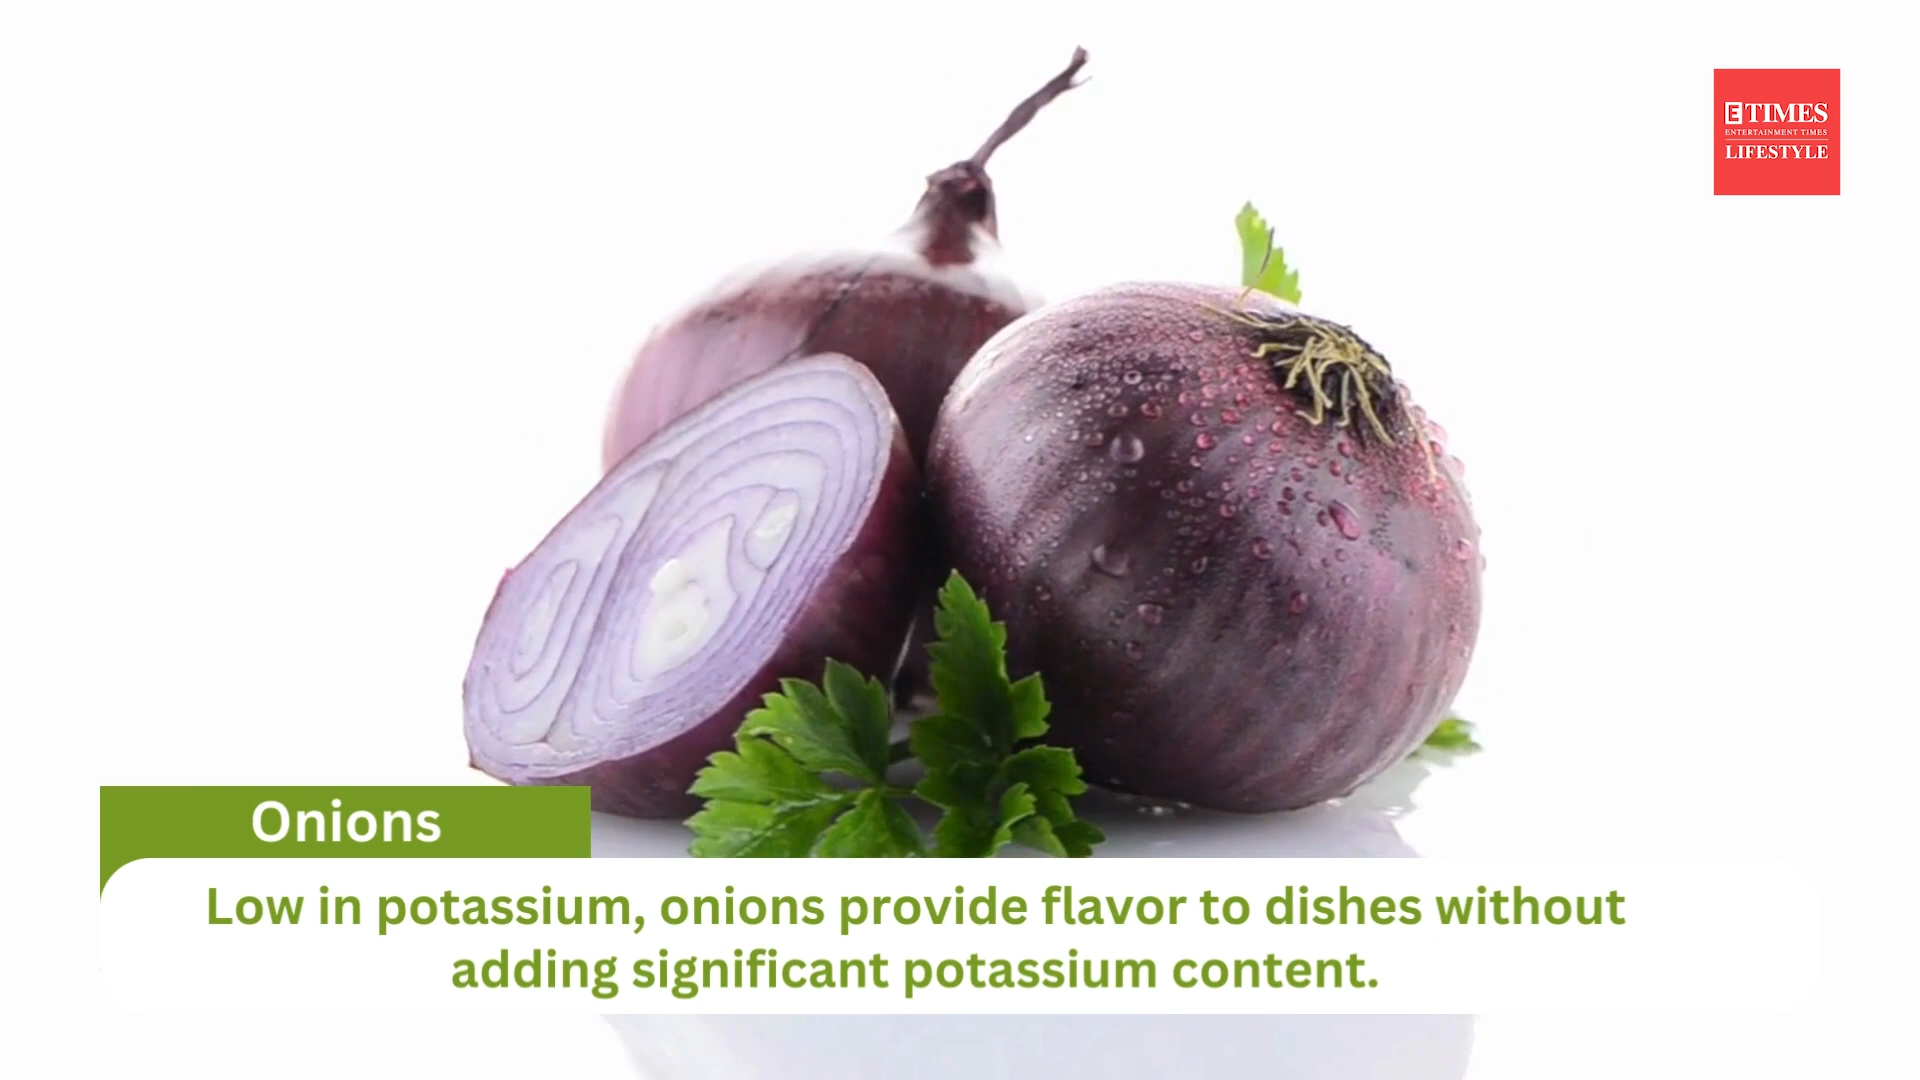 ETIMES
ENTERTAINMENT TIMES
LIFESTYLE
Onions
Low in potassium, onions provide flavor to dishes without
adding significant potassium content.